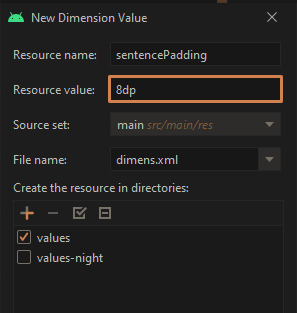 New Dimension Value
Resource name: sentencePadding
Resource value: 8dp
Source set: main src/main/res
File name: dimens.xml
Create the resource in directories:
values
values-night